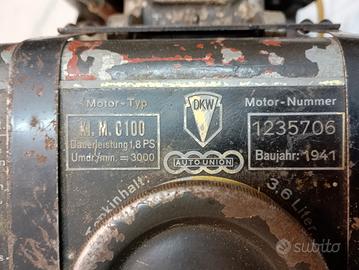 Motor-Typ
M.M.C100
Dauerleistung 1,8 PS
Umdr./min. = 3000
DKW
AUTO UNION
Motor-Nummer
1235706
Baujahr: 1941
Tankinhalt: 3,6 Liter
subito